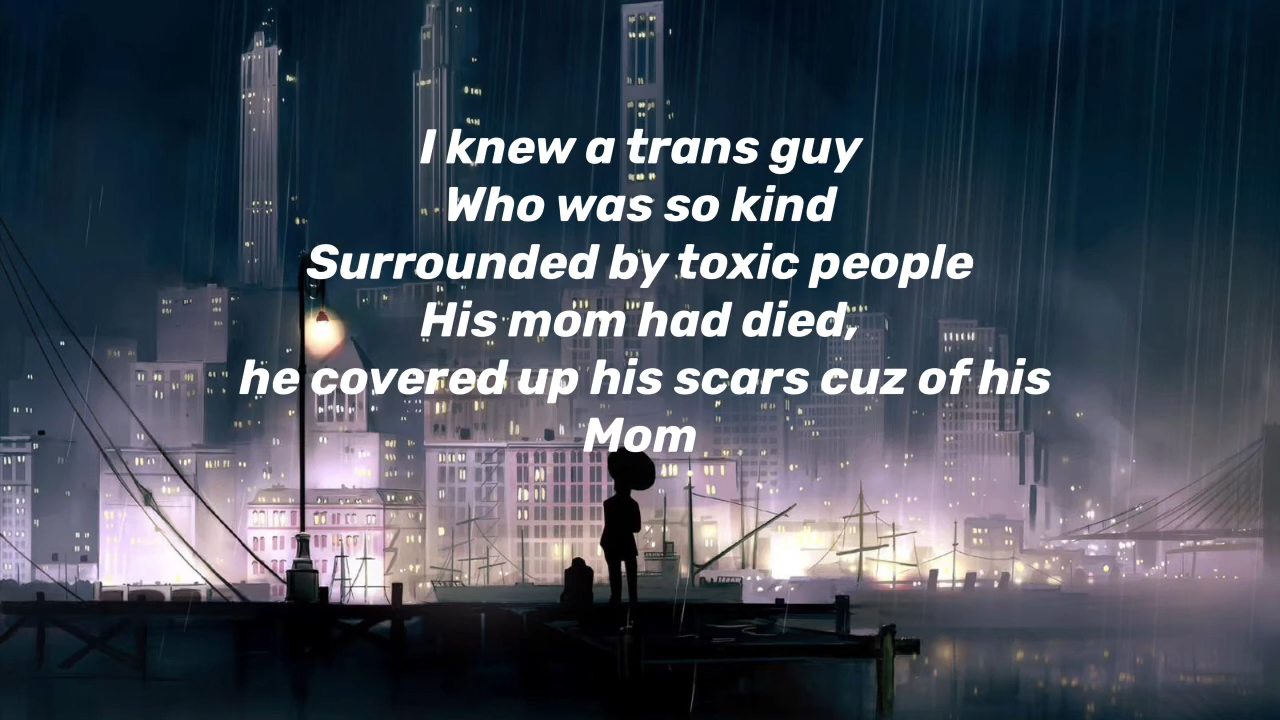 I knew a trans guy
Who was so kind
Surrounded by toxic people
His mom had died,
he covered up his scars cuz of his
Mom